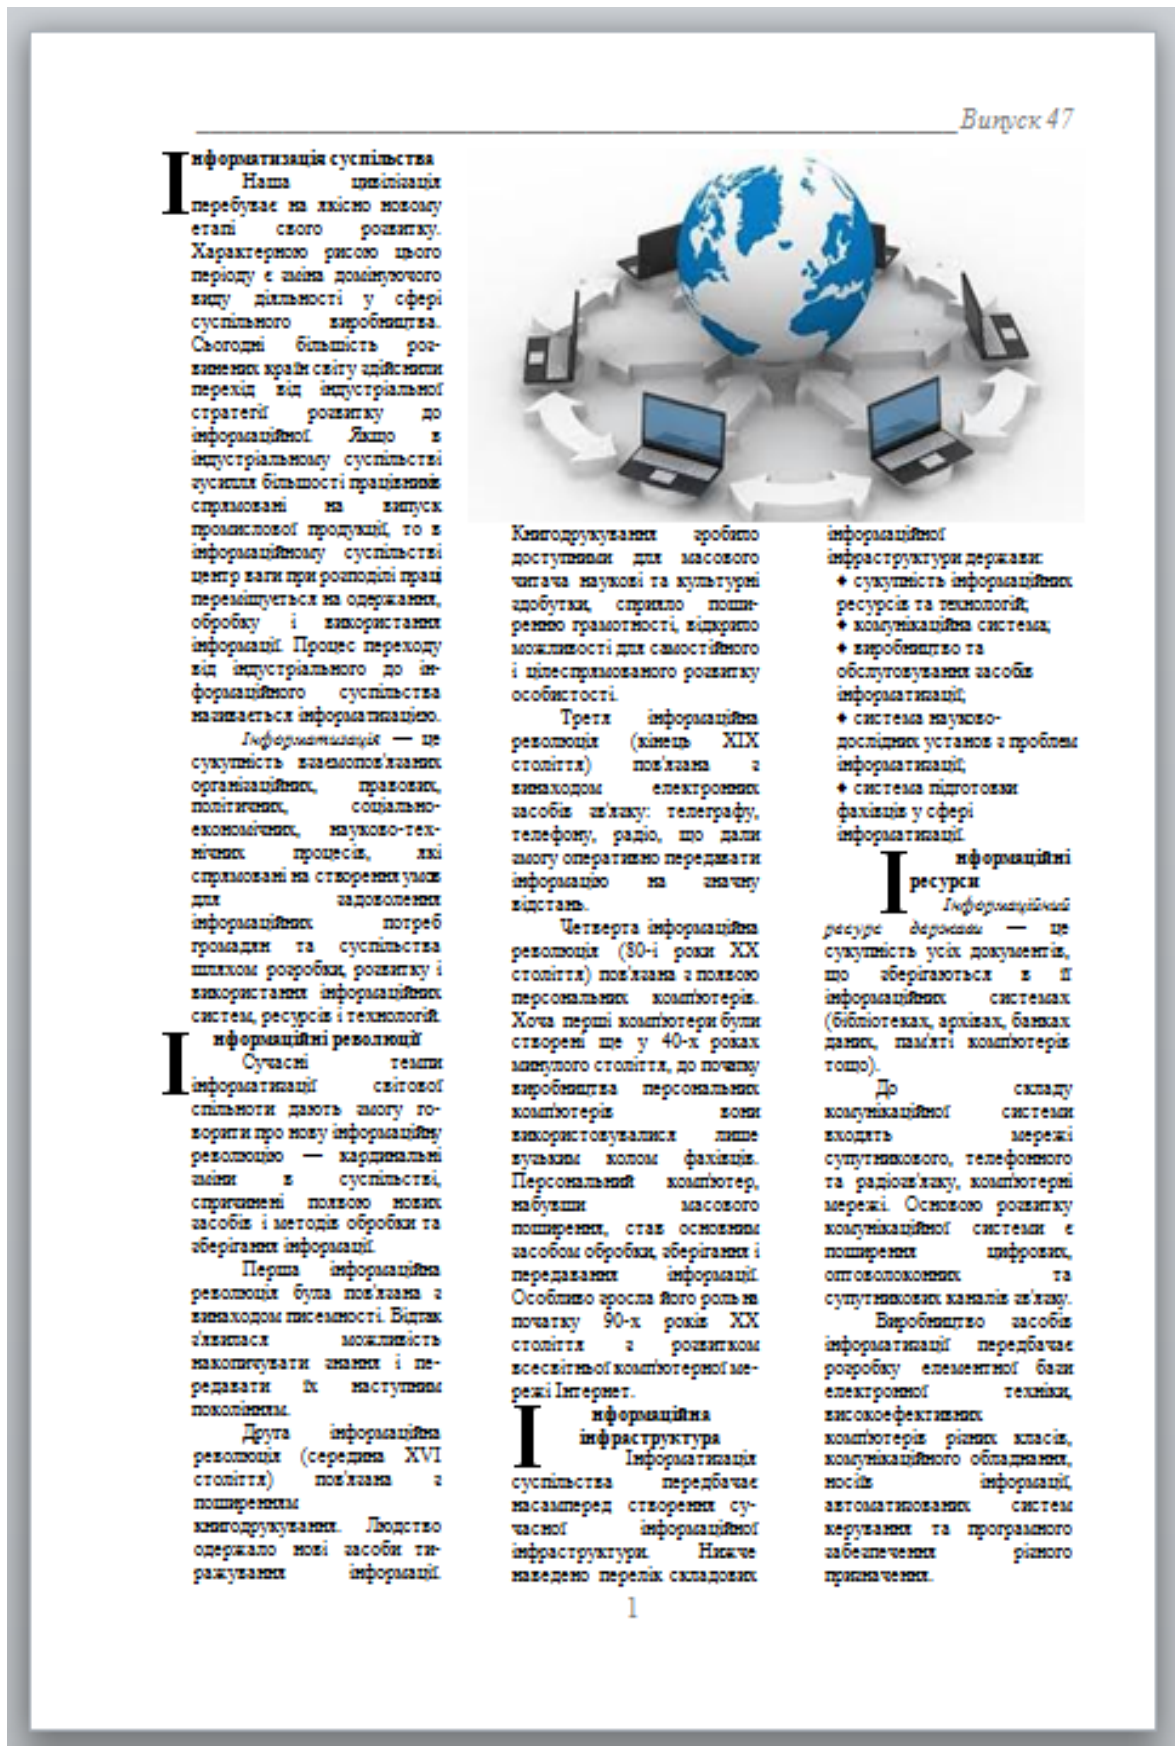 Випуск 47
Інформатизація суспільства
Наша цивілізація
перебуває на якісно новому
етапі свого розвитку.
Характерною рисою цього
періоду є зміна домінуючого
виду діяльності у сфері
суспільного виробництва.
Сьогодні більшість роз-
винених країн світу здійснили
перехід від індустріальної
стратегії розвитку до
інформаційної. Якщо в
індустріальному суспільстві
зусилля більшості працівників
спрямовані на випуск
промислової продукції, то в
інформаційному суспільстві
центр ваги при розподілі праці
переміщується на одержання,
обробку і використання
інформації. Процес переходу
від індустріального до ін-
формаційного суспільства
називається інформатизацією.
Інформатизація — це
сукупність взаємопов'язаних
організаційних, правових,
політичних, соціально-
економічних, науково-тех-
нічних процесів, які
спрямовані на створення умов
для задоволення
інформаційних потреб
громадян та суспільства
шляхом розробки, розвитку і
використання інформаційних
систем, ресурсів і технологій.
Інформаційні революції
Сучасні темпи
інформатизації світової
спільноти дають змогу го-
ворити про нову інформаційну
революцію — кардинальні
зміни в суспільстві,
спричинені появою нових
засобів і методів обробки та
зберігання інформації.
Перша інформаційна
революція була пов'язана з
винаходом писемності. Відтак
з'явилася можливість
накопичувати знання і пе-
редавати їх наступним
поколінням.
Друга інформаційна
революція (середина XVI
століття) пов'язана з
поширенням
книгодрукування. Людство
одержало нові засоби ти-
ражування інформації.
Книгодрукування зробило
доступними для масового
читача наукові та культурні
здобутки, сприяло поши-
ренню грамотності, відкрило
можливості для самостійного
і цілеспрямованого розвитку
особистості.
Третя інформаційна
революція (кінець XIX
століття) пов'язана з
винаходом електронних
засобів зв'язку: телеграфу,
телефону, радіо, що дали
змогу оперативно передавати
інформацію на значну
відстань.
Четверта інформаційна
революція (80-і роки XX
століття) пов'язана з появою
персональних комп'ютерів.
Хоча перші комп'ютери були
створені ще у 40-х роках
минулого століття, до початку
виробництва персональних
комп'ютерів вони
використовувалися лише
вузьким колом фахівців.
Персональний комп'ютер,
набувши масового
поширення, став основним
засобом обробки, зберігання і
передавання інформації.
Особливо зросла його роль на
початку 90-х років XX
століття з розвитком
всесвітньої комп'ютерної ме-
режі Інтернет.
Інформаційна
інфраструктура
Інформатизація
суспільства передбачає
насамперед створення су-
часної інформаційної
інфраструктури. Нижче
наведено перелік складових
інформаційної
інфраструктури держави:
♦ сукупність інформаційних
ресурсів та технологій;
♦ комунікаційна система;
♦ виробництво та
обслуговування засобів
інформатизації;
♦ система науково-
дослідних установ з проблем
інформатизації;
♦ система підготовки
фахівців у сфері
інформатизації.
Інформаційні
ресурси
Інформаційний
ресурс держави — це
сукупність усіх документів,
що зберігаються в її
інформаційних системах
(бібліотеках, архівах, банках
даних, пам'яті комп'ютерів
тощо).
До складу
комунікаційної системи
входять мережі
супутникового, телефонного
та радіозв'язку, комп'ютерні
мережі. Основою розвитку
комунікаційної системи є
поширення цифрових,
оптоволоконних та
супутникових каналів зв'язку.
Виробництво засобів
інформатизації передбачає
розробку елементної бази
електронної техніки,
високоефективних
комп'ютерів різних класів,
комунікаційного обладнання,
носіїв інформації,
автоматизованих систем
керування та програмного
забезпечення різного
призначення.
1